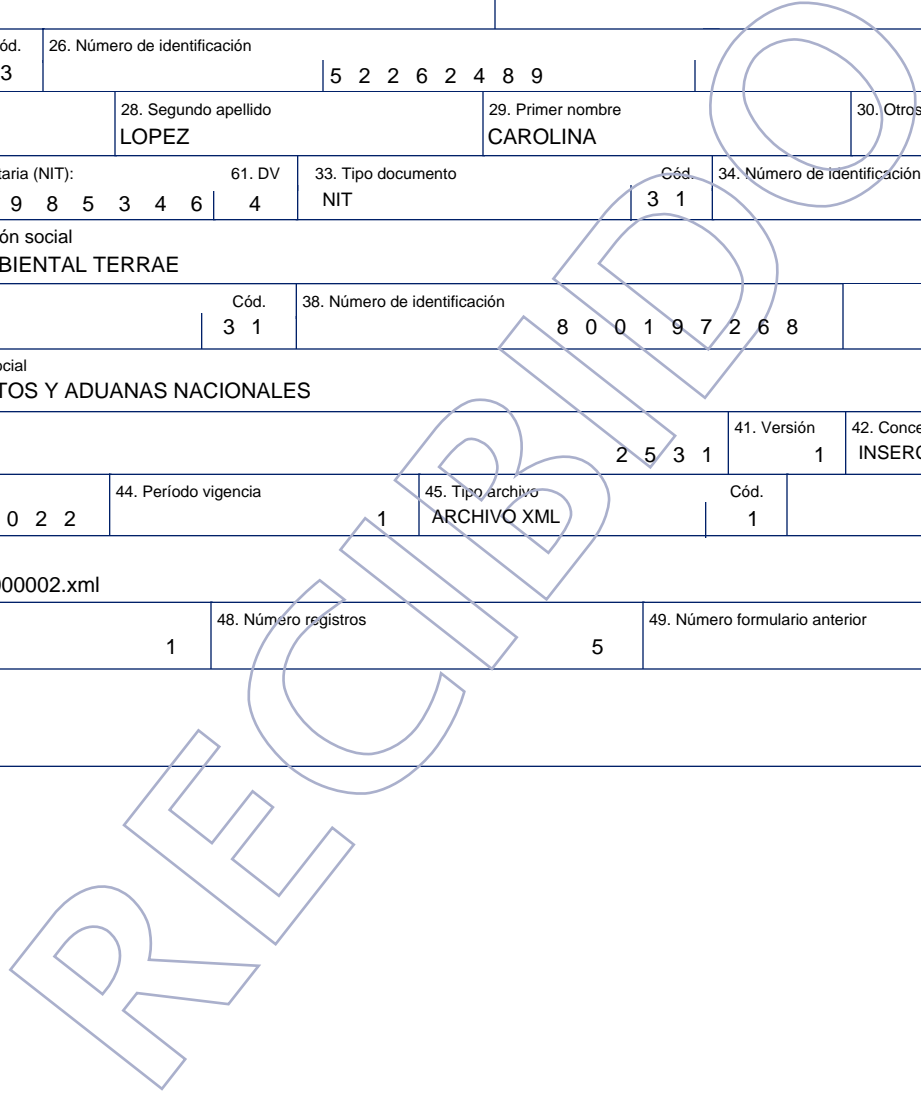 ód. 26. Número de identificación
3 5 2 2 6 2 4 8 9
28. Segundo apellido 29. Primer nombre 30. Otros
LOPEZ CAROLINA
taria (NIT): 61. DV 33. Tipo documento Cód. 34. Número de identificación
9 8 5 3 4 6 4 NIT 3 1
ón social
BIENTAL TERRAE
Cód. 38. Número de identificación
3 1 8 0 0 1 9 7 2 6 8
ocial
TOS Y ADUANAS NACIONALES
41. Versión 42. Conce
2 5 3 1 1 INSERC
44. Período vigencia 45. Tipo archivo Cód.
0 2 2 1 ARCHIVO XML 1
000002.xml
48. Número registros 49. Número formulario anterior
1 5
RECIBIDO